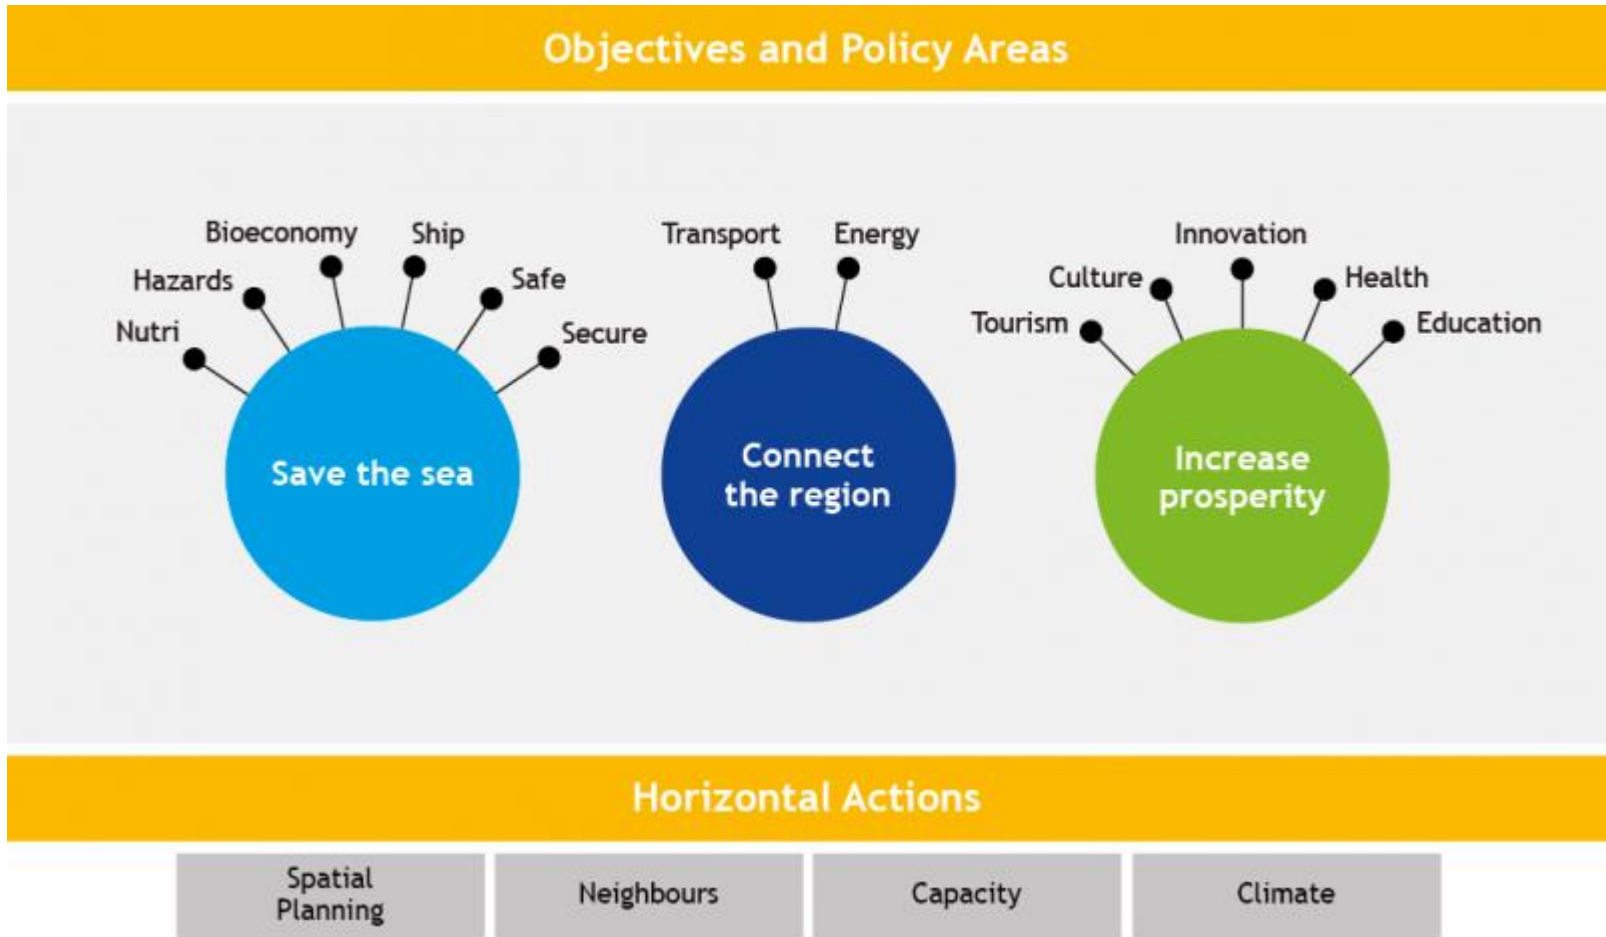 Objectives and Policy Areas
Bioeconomy
Ship
Hazards
Safe
Nutri
Secure
Save the sea
Transport
Energy
Connect
the region
Innovation
Culture
Health
Tourism
Education
Increase
prosperity
Horizontal Actions
Spatial
Planning
Neighbours
Capacity
Climate